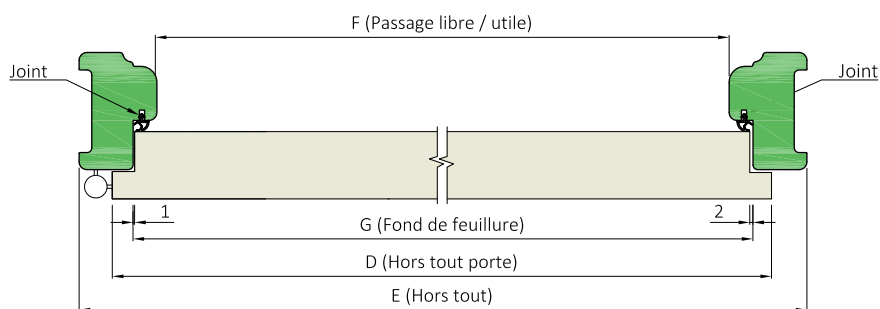 F (Passage libre / utile)
Joint
Joint
1
2
G (Fond de feuillure)
D (Hors tout porte)
E (Hors tout)